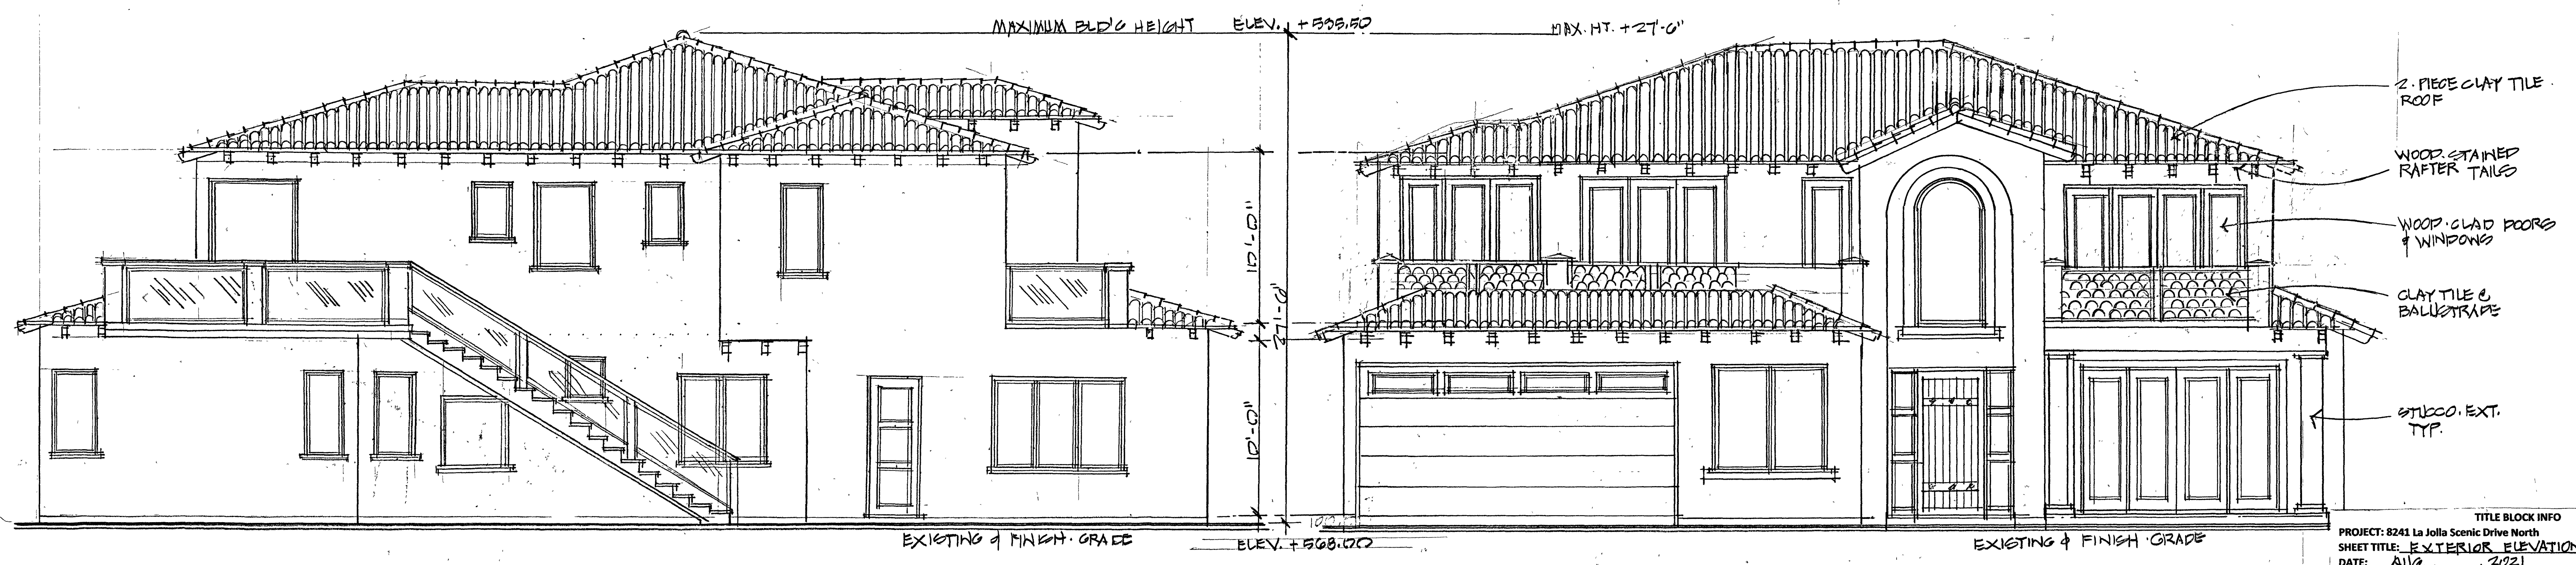 MAXIMUM BLD'G HEIGHT ELEV. +595.50 MAX. HT. +27'-6"
2. PIECE CLAY TILE
ROOF
WOOD. STAINED
RAFTER TAILS
WOOD. CLAD DOORS
& WINDOWS
CLAY TILE @
BALUSTRADE
STUCCO. EXT.
TYP.
10'-0"
27'-6"
10'-0"
EXISTING & FINISH. GRADE
ELEV. +568.00
EXISTING & FINISH. GRADE
TITLE BLOCK INFO
PROJECT: 8241 La Jolla Scenic Drive North
SHEET TITLE: EXTERIOR ELEVATION
DATE: AUG 2021